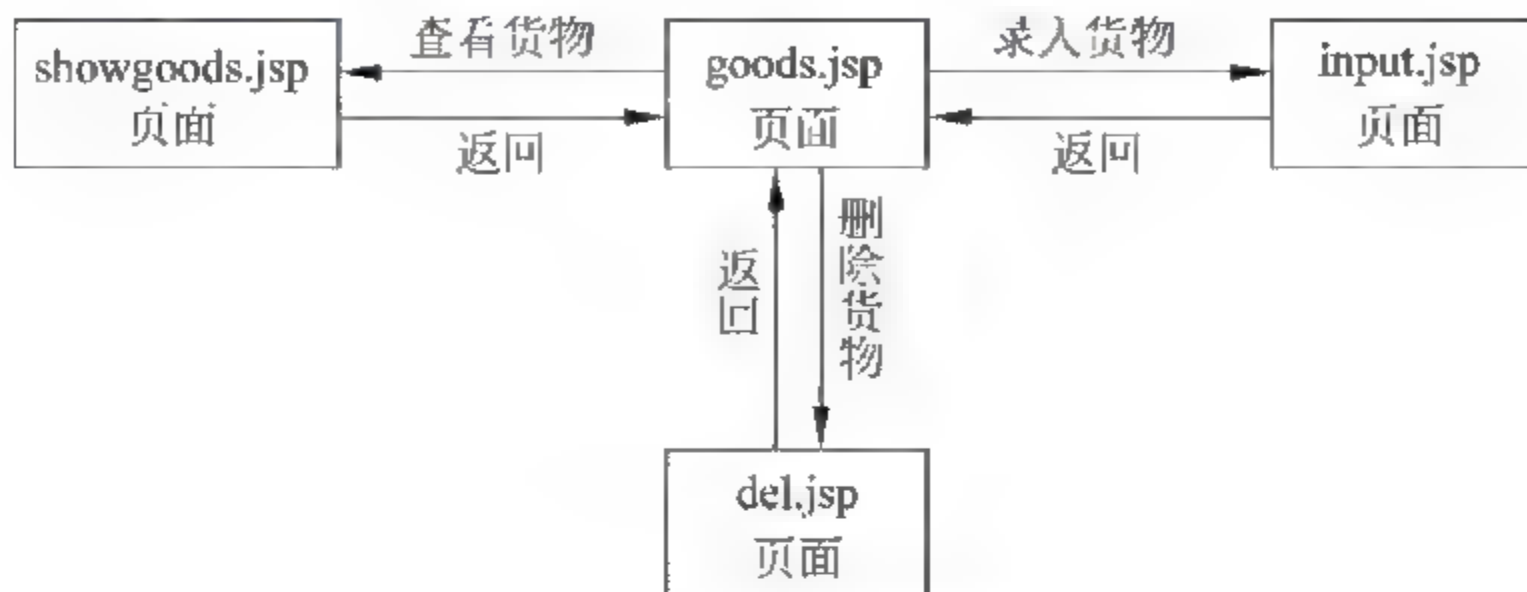 showgoods.jsp
页面
查看货物
返回
goods.jsp
页面
录入货物
返回
input.jsp
页面
返回
删除货物
del.jsp
页面